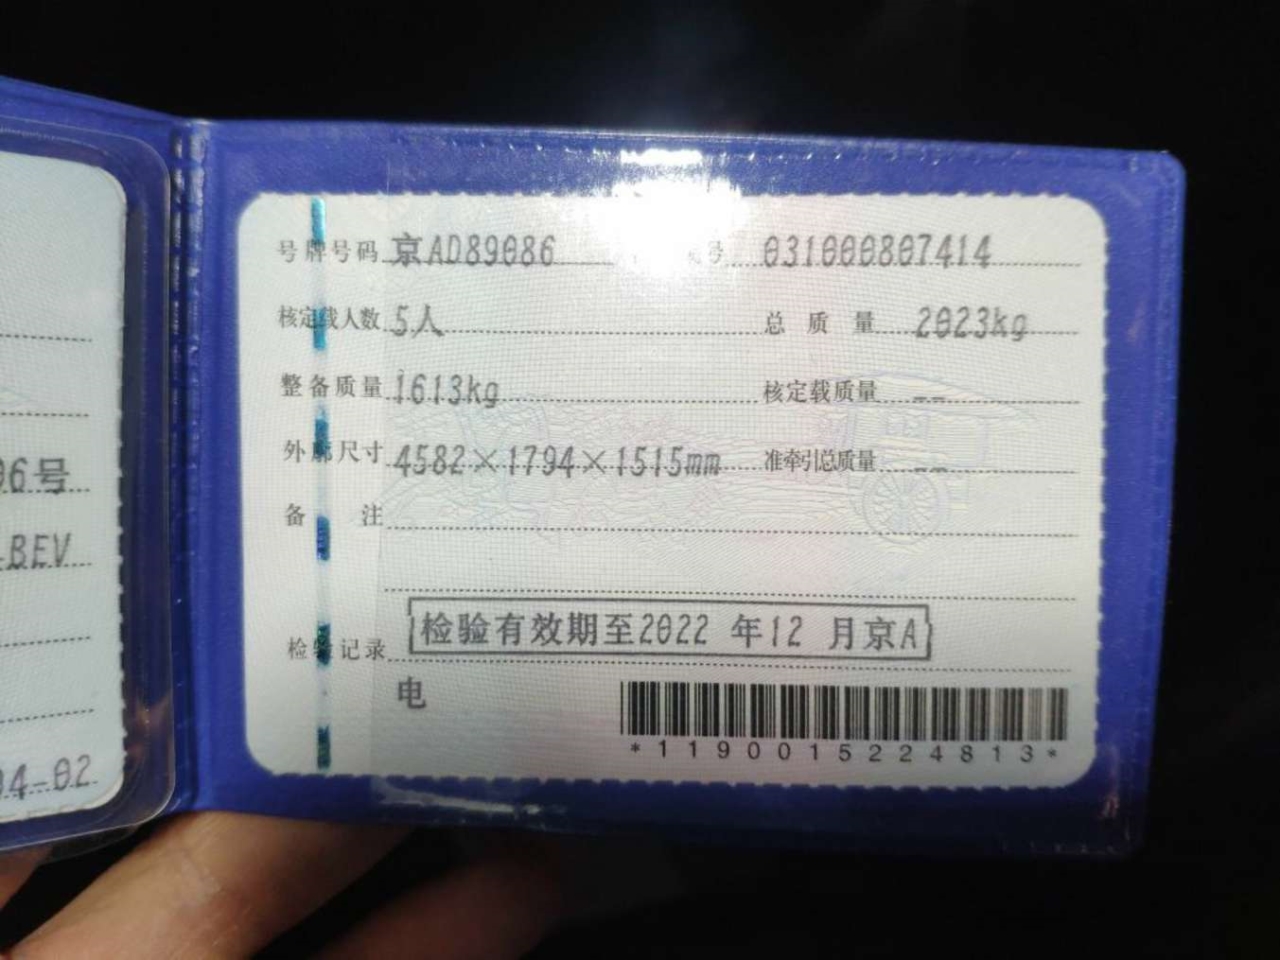 号牌号码 京AD89086 号 031000807414
核定载人数 5人 总质量 2023kg
整备质量 1613kg 核定载质量 --
外廓尺寸 4582×1794×1515mm 准牵引总质量 --
备注
检验记录 检验有效期至2022年12月京A
电
*1190015224813*
96号
-BEV
04-02